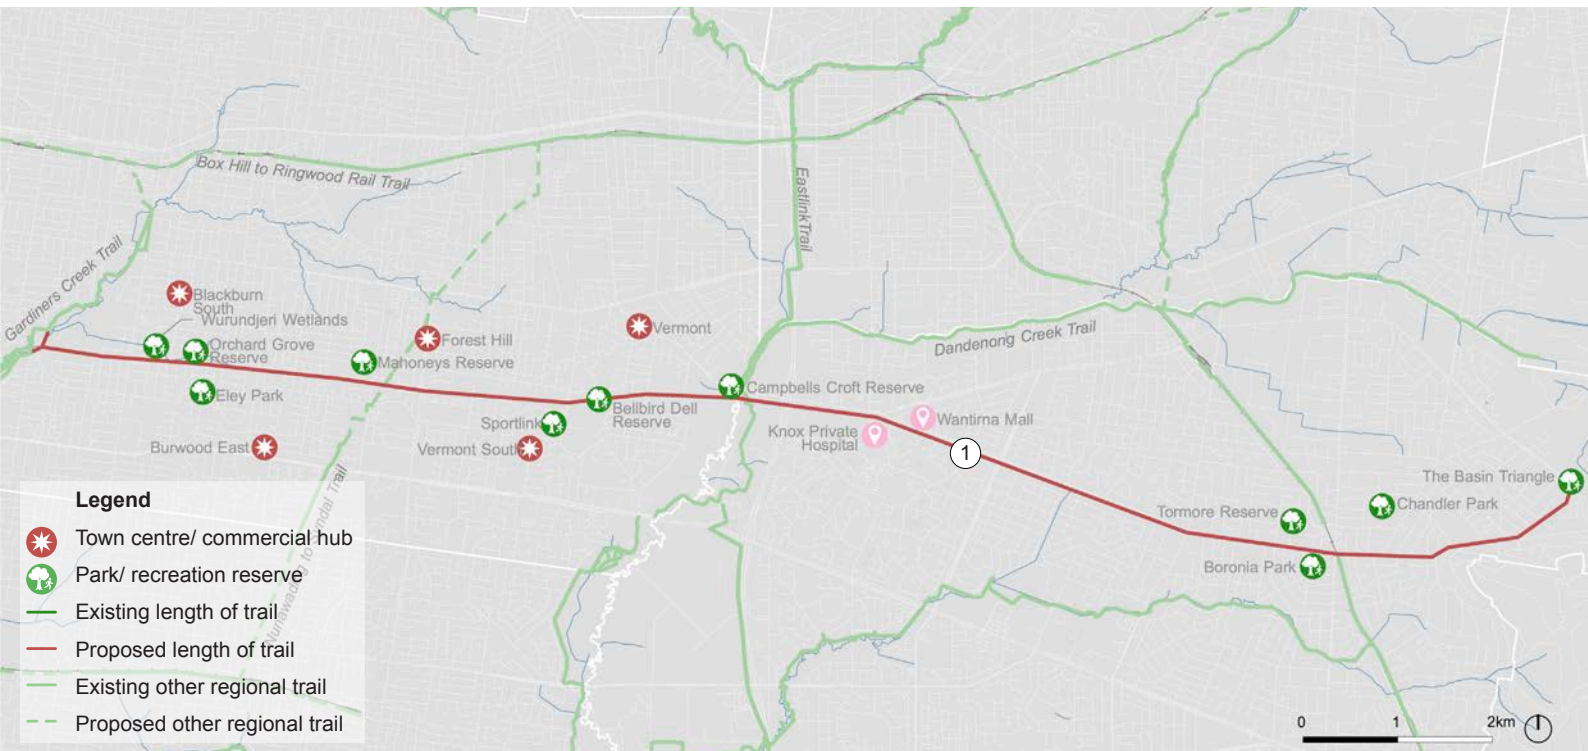 Box Hill to Ringwood Rail Trail
Eastlink Trail
Gardiners Creek Trail
Blackburn
South
Wurundjeri Wetlands
Orchard Grove
Reserve
Forest Hill
Vermont
Mahoneys Reserve
Dandenong Creek Trail
Eley Park
Campbells Croft Reserve
Bellbird Dell
Reserve
Sportlink
Wantirna Mall
Knox Private
Hospital
Burwood East
Vermont South
1
The Basin Triangle
Chandler Park
Tormore Reserve
Boronia Park
Nunawading to Syndal Trail
Legend
Town centre/ commercial hub
Park/ recreation reserve
Existing length of trail
Proposed length of trail
Existing other regional trail
Proposed other regional trail
0 1 2km